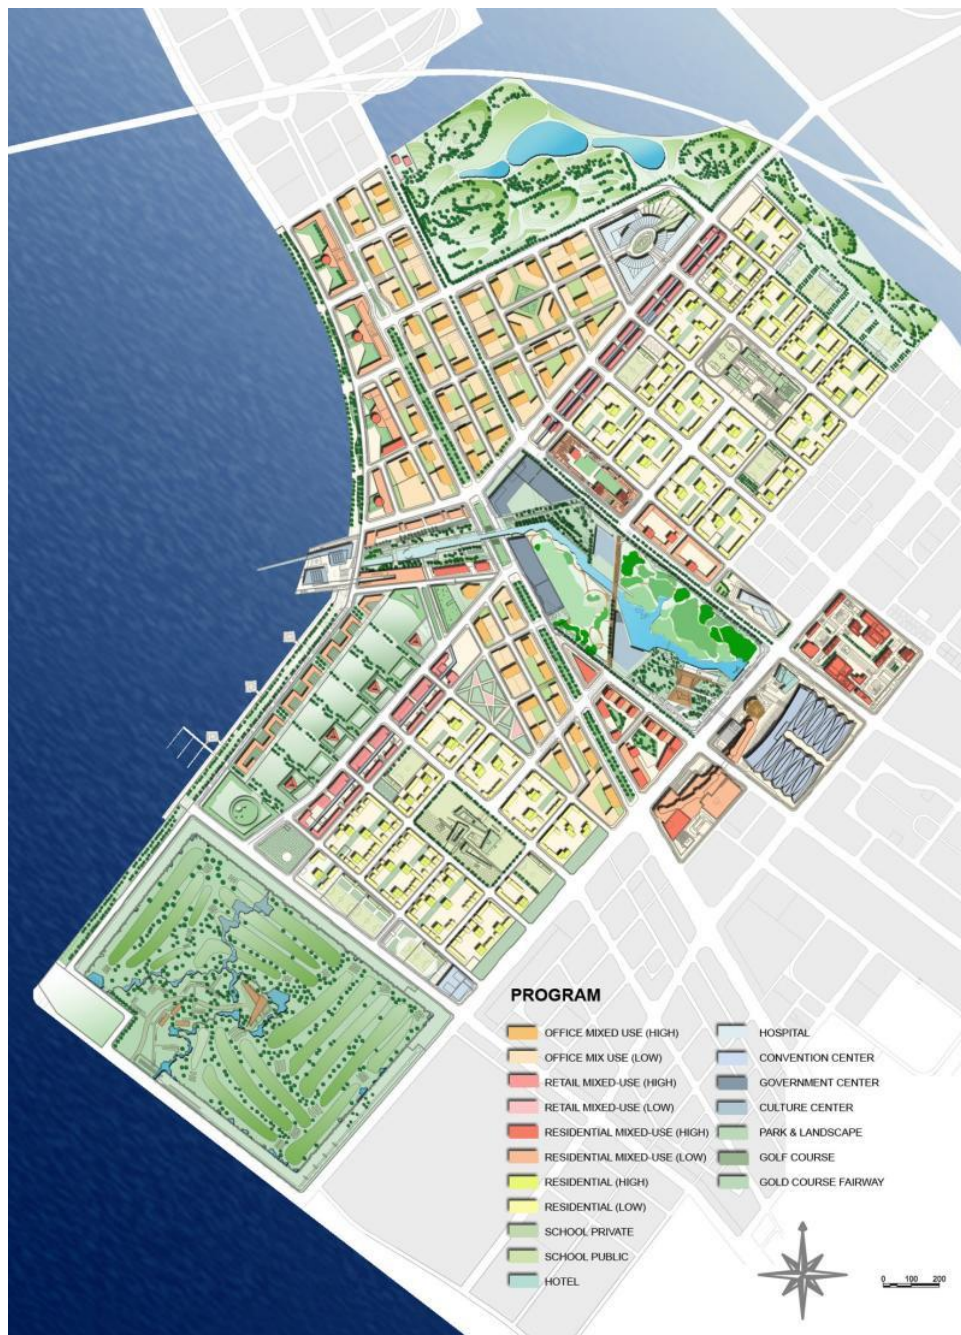 PROGRAM
OFFICE MIXED USE (HIGH)
OFFICE MIX USE (LOW)
RETAIL MIXED-USE (HIGH)
RETAIL MIXED-USE (LOW)
RESIDENTIAL MIXED-USE (HIGH)
RESIDENTIAL MIXED-USE (LOW)
RESIDENTIAL (HIGH)
RESIDENTIAL (LOW)
SCHOOL PRIVATE
SCHOOL PUBLIC
HOTEL
HOSPITAL
CONVENTION CENTER
GOVERNMENT CENTER
CULTURE CENTER
PARK & LANDSCAPE
GOLF COURSE
GOLD COURSE FAIRWAY
0 100 200